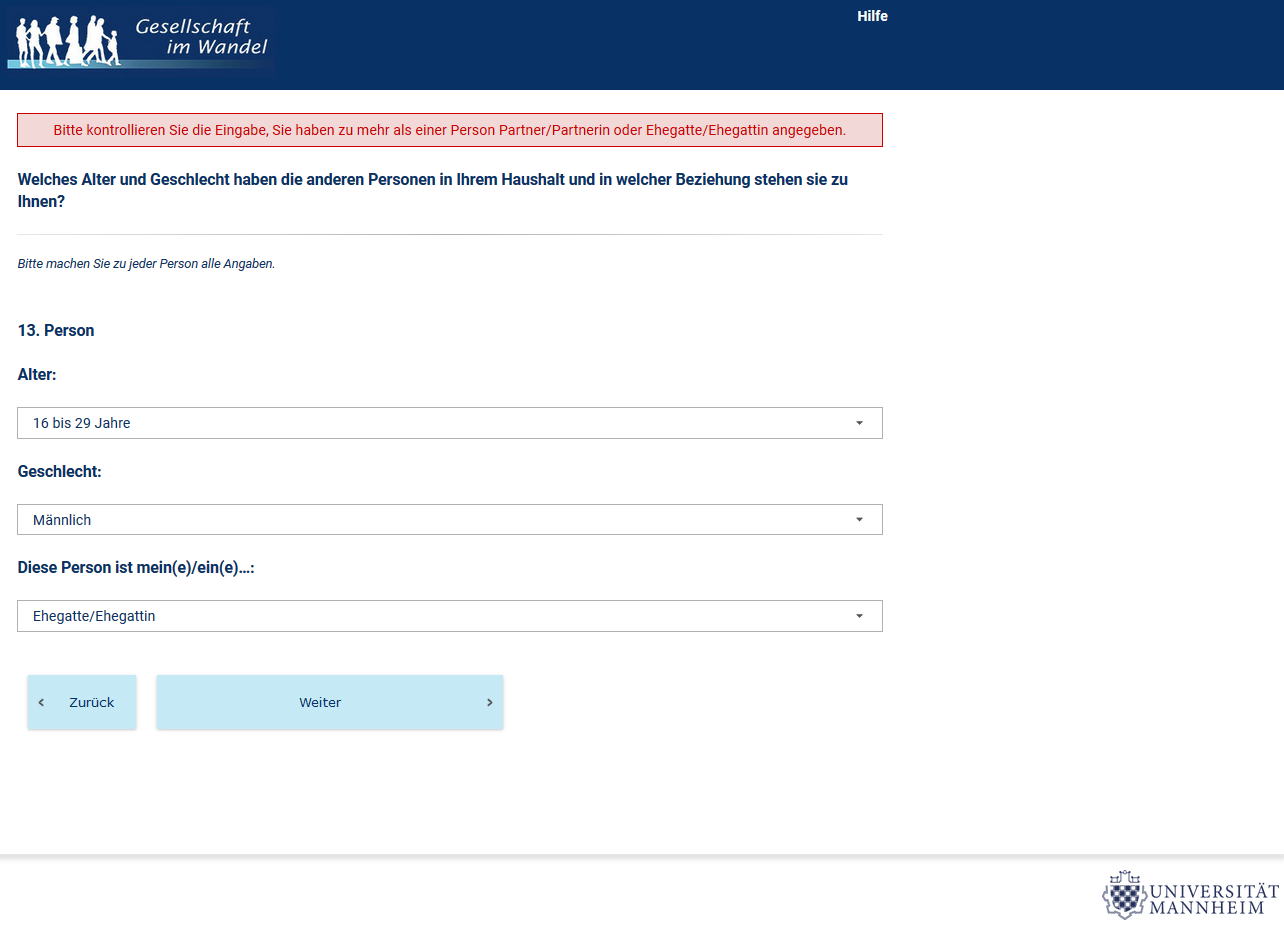 Gesellschaft
im Wandel
Hilfe
Bitte kontrollieren Sie die Eingabe, Sie haben zu mehr als einer Person Partner/Partnerin oder Ehegatte/Ehegattin angegeben.
Welches Alter und Geschlecht haben die anderen Personen in Ihrem Haushalt und in welcher Beziehung stehen sie zu
Ihnen?
Bitte machen Sie zu jeder Person alle Angaben.
13. Person
Alter:
16 bis 29 Jahre
Geschlecht:
Männlich
Diese Person ist mein(e)/ein(e)...:
Ehegatte/Ehegattin
Zurück
Weiter
UNIVERSITÄT
MANNHEIM